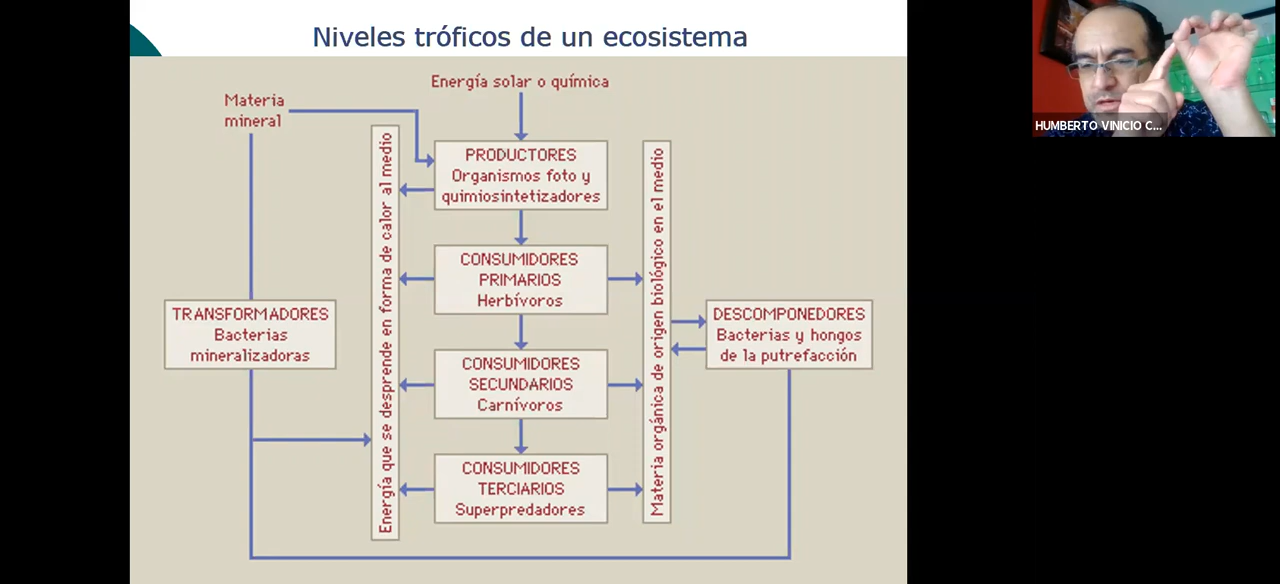 Niveles tróficos de un ecosistema
Energía solar o química
Materia
mineral
PRODUCTORES
Organismos foto y
quimiosintetizadores
CONSUMIDORES
PRIMARIOS
Herbívoros
CONSUMIDORES
SECUNDARIOS
Carnívoros
CONSUMIDORES
TERCIARIOS
Superpredadores
Energía que se desprende en forma de calor al medio
Materia orgánica de origen biológico en el medio
TRANSFORMADORES
Bacterias
mineralizadoras
DESCOMPONEDORES
Bacterias y hongos
de la putrefacción
HUMBERTO VINICIO C...